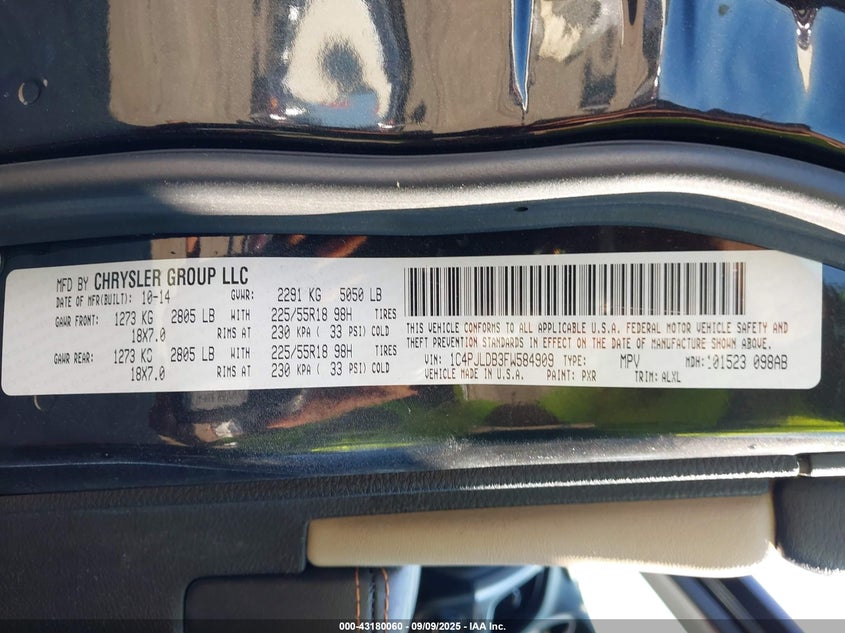 MFD BY CHRYSLER GROUP LLC
DATE OF MFR(BUILT): 10-14 GVWR: 2291 KG 5050 LB
GAWR FRONT: 1273 KG 2805 LB WITH 225/55R18 98H TIRES
18X7.0 RIMS AT 230 KPA ( 33 PSI) COLD
GAWR REAR: 1273 KG 2805 LB WITH 225/55R18 98H TIRES
18X7.0 RIMS AT 230 KPA ( 33 PSI) COLD
THIS VEHICLE CONFORMS TO ALL APPLICABLE U.S.A. FEDERAL MOTOR VEHICLE SAFETY AND
THEFT PREVENTION STANDARDS IN EFFECT ON THE DATE OF MANUFACTURE SHOWN ABOVE.
VIN: 1C4PJLDB3FW584909 TYPE: MPV MDH: 101523 098AB
VEHICLE MADE IN U.S.A. PAINT: PXR TRIM: ALXL
000-43180060 - 09/09/2025 - IAA Inc.